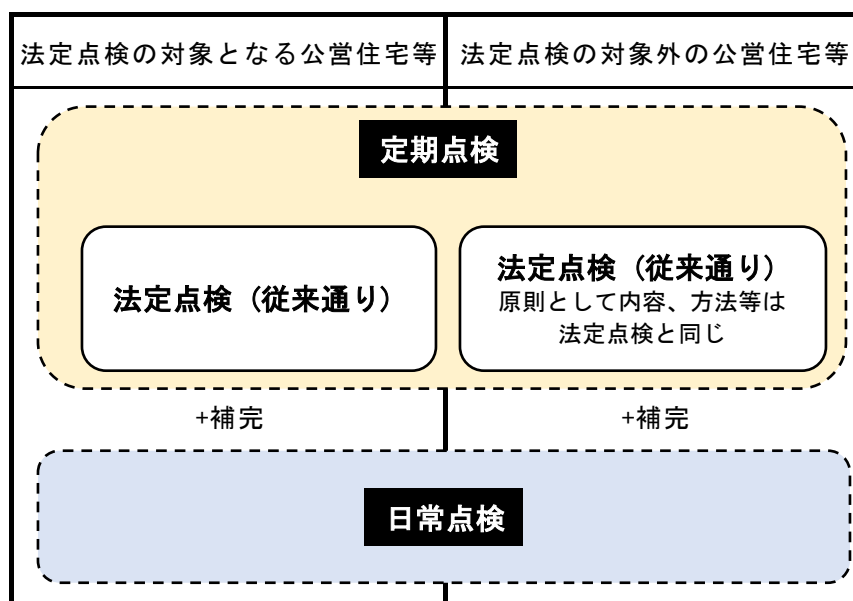 法定点検の対象となる公営住宅等
法定点検の対象外の公営住宅等
定期点検
法定点検（従来通り）
法定点検（従来通り）
原則として内容、方法等は
法定点検と同じ
+補完
+補完
日常点検